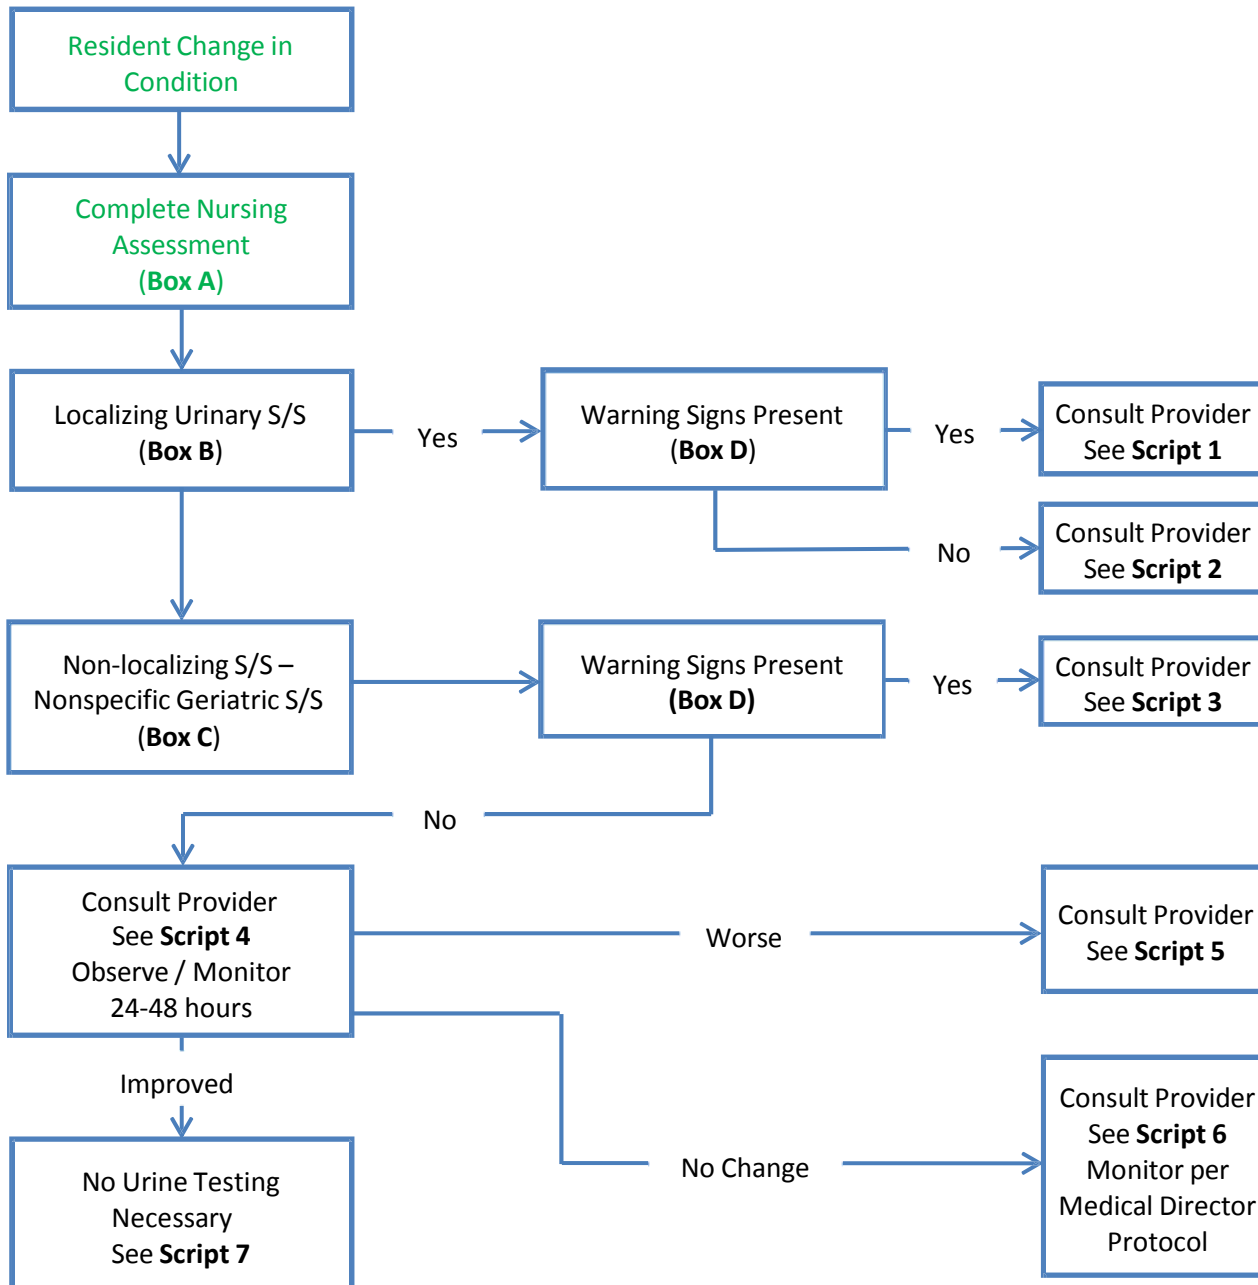 Resident Change in
Condition
Complete Nursing
Assessment
(Box A)
Localizing Urinary S/S
(Box B)
Yes
Warning Signs Present
(Box D)
Yes
Consult Provider
See Script 1
No
Consult Provider
See Script 2
Non-localizing S/S –
Nonspecific Geriatric S/S
(Box C)
Warning Signs Present
(Box D)
Yes
Consult Provider
See Script 3
No
Consult Provider
See Script 4
Observe / Monitor
24-48 hours
Worse
Consult Provider
See Script 5
Improved
No Change
Consult Provider
See Script 6
Monitor per
Medical Director
Protocol
No Urine Testing
Necessary
See Script 7